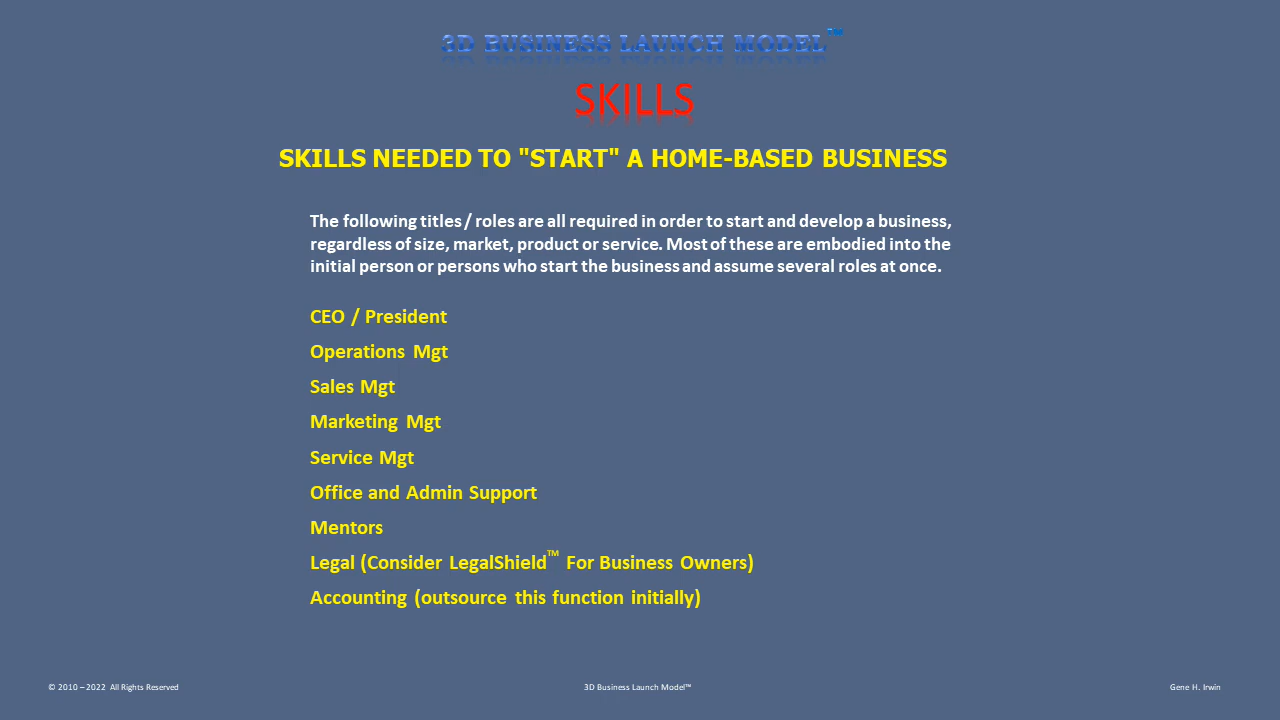 3D BUSINESS LAUNCH MODEL™
SKILLS
SKILLS NEEDED TO "START" A HOME-BASED BUSINESS
The following titles / roles are all required in order to start and develop a business,
regardless of size, market, product or service. Most of these are embodied into the
initial person or persons who start the business and assume several roles at once.
CEO / President
Operations Mgt
Sales Mgt
Marketing Mgt
Service Mgt
Office and Admin Support
Mentors
Legal (Consider LegalShield™ For Business Owners)
Accounting (outsource this function initially)
© 2010 – 2022 All Rights Reserved
3D Business Launch Model™
Gene H. Irwin